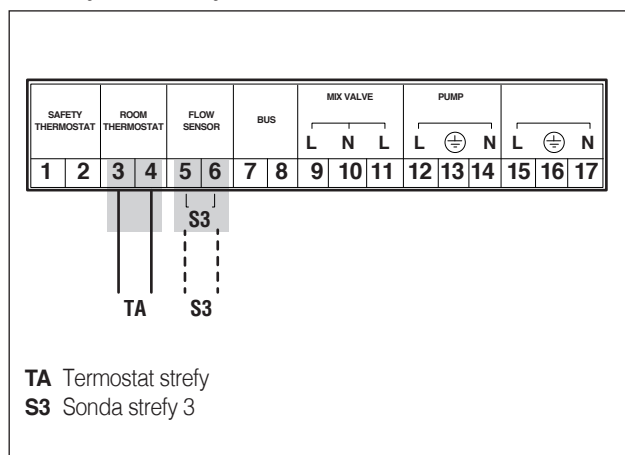 SAFETY THERMOSTAT ROOM THERMOSTAT FLOW SENSOR BUS MIX VALVE PUMP
L N L L N L N
1 2 3 4 5 6 7 8 9 10 11 12 13 14 15 16 17
S3
TA S3
TA Termostat strefy
S3 Sonda strefy 3